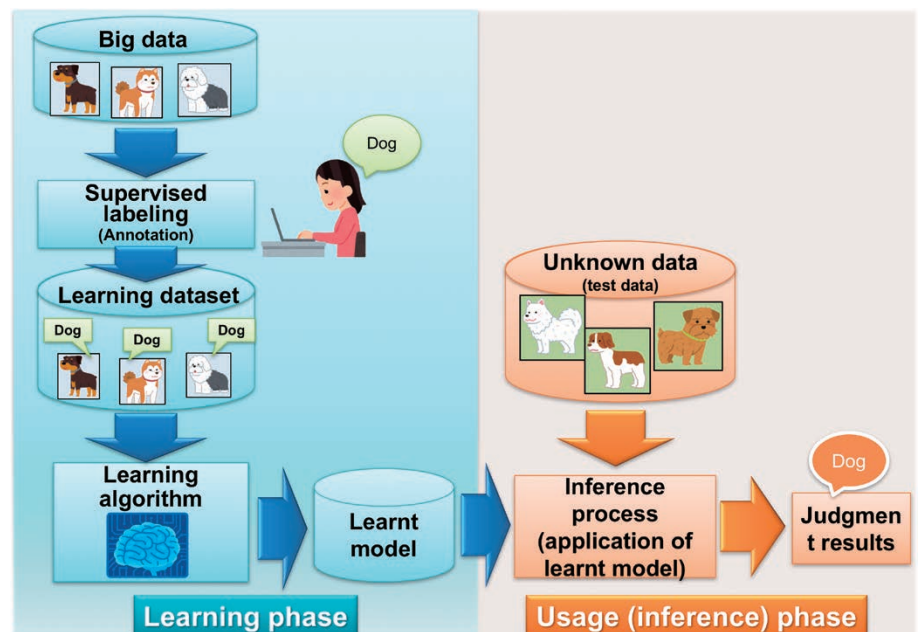 Big data
Dog
Supervised
labeling
(Annotation)
Learning dataset
Dog
Dog
Dog
Learning
algorithm
Learnt
model
Learning phase
Unknown data
(test data)
Inference
process
(application of
learnt model)
Dog
Judgmen
t results
Usage (inference) phase